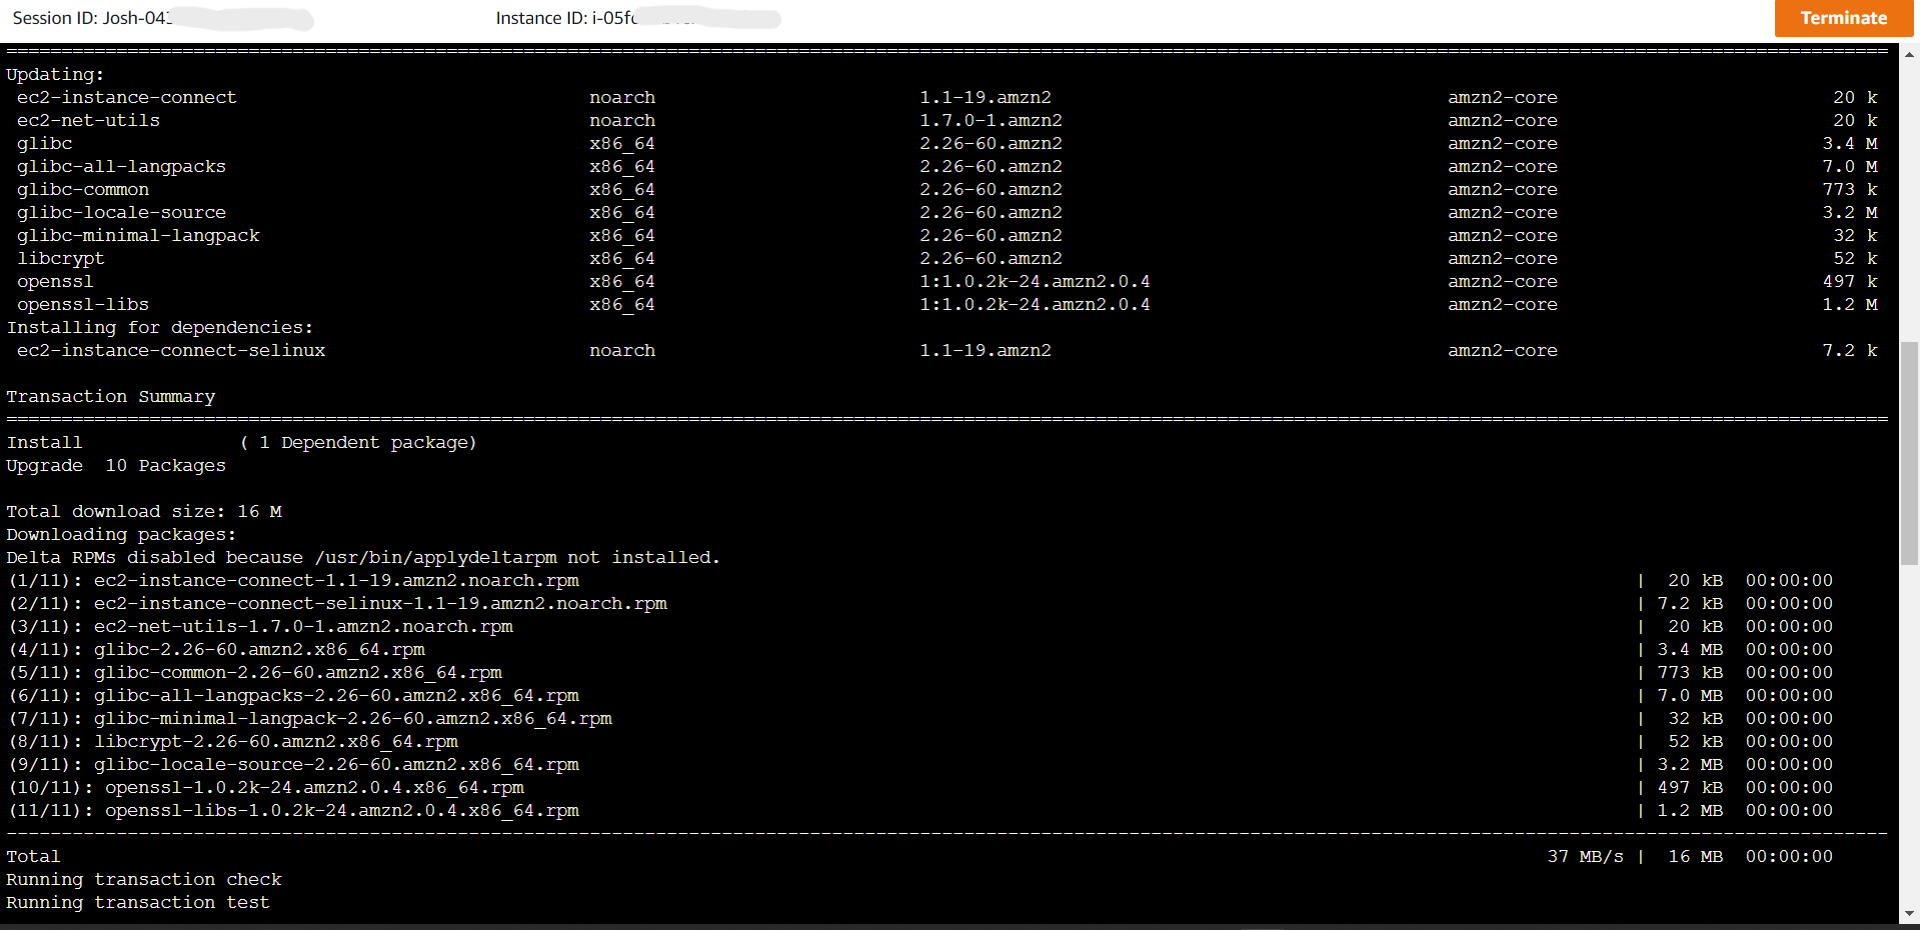 Session ID: Josh-043 Instance ID: i-05f Terminate
================================================================================
Updating:
ec2-instance-connect noarch 1.1-19.amzn2 amzn2-core 20 k
ec2-net-utils noarch 1.7.0-1.amzn2 amzn2-core 20 k
glibc x86_64 2.26-60.amzn2 amzn2-core 3.4 M
glibc-all-langpacks x86_64 2.26-60.amzn2 amzn2-core 7.0 M
glibc-common x86_64 2.26-60.amzn2 amzn2-core 773 k
glibc-locale-source x86_64 2.26-60.amzn2 amzn2-core 3.2 M
glibc-minimal-langpack x86_64 2.26-60.amzn2 amzn2-core 32 k
libcrypt x86_64 2.26-60.amzn2 amzn2-core 52 k
openssl x86_64 1:1.0.2k-24.amzn2.0.4 amzn2-core 497 k
openssl-libs x86_64 1:1.0.2k-24.amzn2.0.4 amzn2-core 1.2 M
Installing for dependencies:
ec2-instance-connect-selinux noarch 1.1-19.amzn2 amzn2-core 7.2 k
Transaction Summary
================================================================================
Install ( 1 Dependent package)
Upgrade 10 Packages
Total download size: 16 M
Downloading packages:
Delta RPMs disabled because /usr/bin/applydeltarpm not installed.
(1/11): ec2-instance-connect-1.1-19.amzn2.noarch.rpm | 20 kB 00:00:00
(2/11): ec2-instance-connect-selinux-1.1-19.amzn2.noarch.rpm | 7.2 kB 00:00:00
(3/11): ec2-net-utils-1.7.0-1.amzn2.noarch.rpm | 20 kB 00:00:00
(4/11): glibc-2.26-60.amzn2.x86_64.rpm | 3.4 MB 00:00:00
(5/11): glibc-common-2.26-60.amzn2.x86_64.rpm | 773 kB 00:00:00
(6/11): glibc-all-langpacks-2.26-60.amzn2.x86_64.rpm | 7.0 MB 00:00:00
(7/11): glibc-minimal-langpack-2.26-60.amzn2.x86_64.rpm | 32 kB 00:00:00
(8/11): libcrypt-2.26-60.amzn2.x86_64.rpm | 52 kB 00:00:00
(9/11): glibc-locale-source-2.26-60.amzn2.x86_64.rpm | 3.2 MB 00:00:00
(10/11): openssl-1.0.2k-24.amzn2.0.4.x86_64.rpm | 497 kB 00:00:00
(11/11): openssl-libs-1.0.2k-24.amzn2.0.4.x86_64.rpm | 1.2 MB 00:00:00
--------------------------------------------------------------------------------
Total 37 MB/s | 16 MB 00:00:00
Running transaction check
Running transaction test